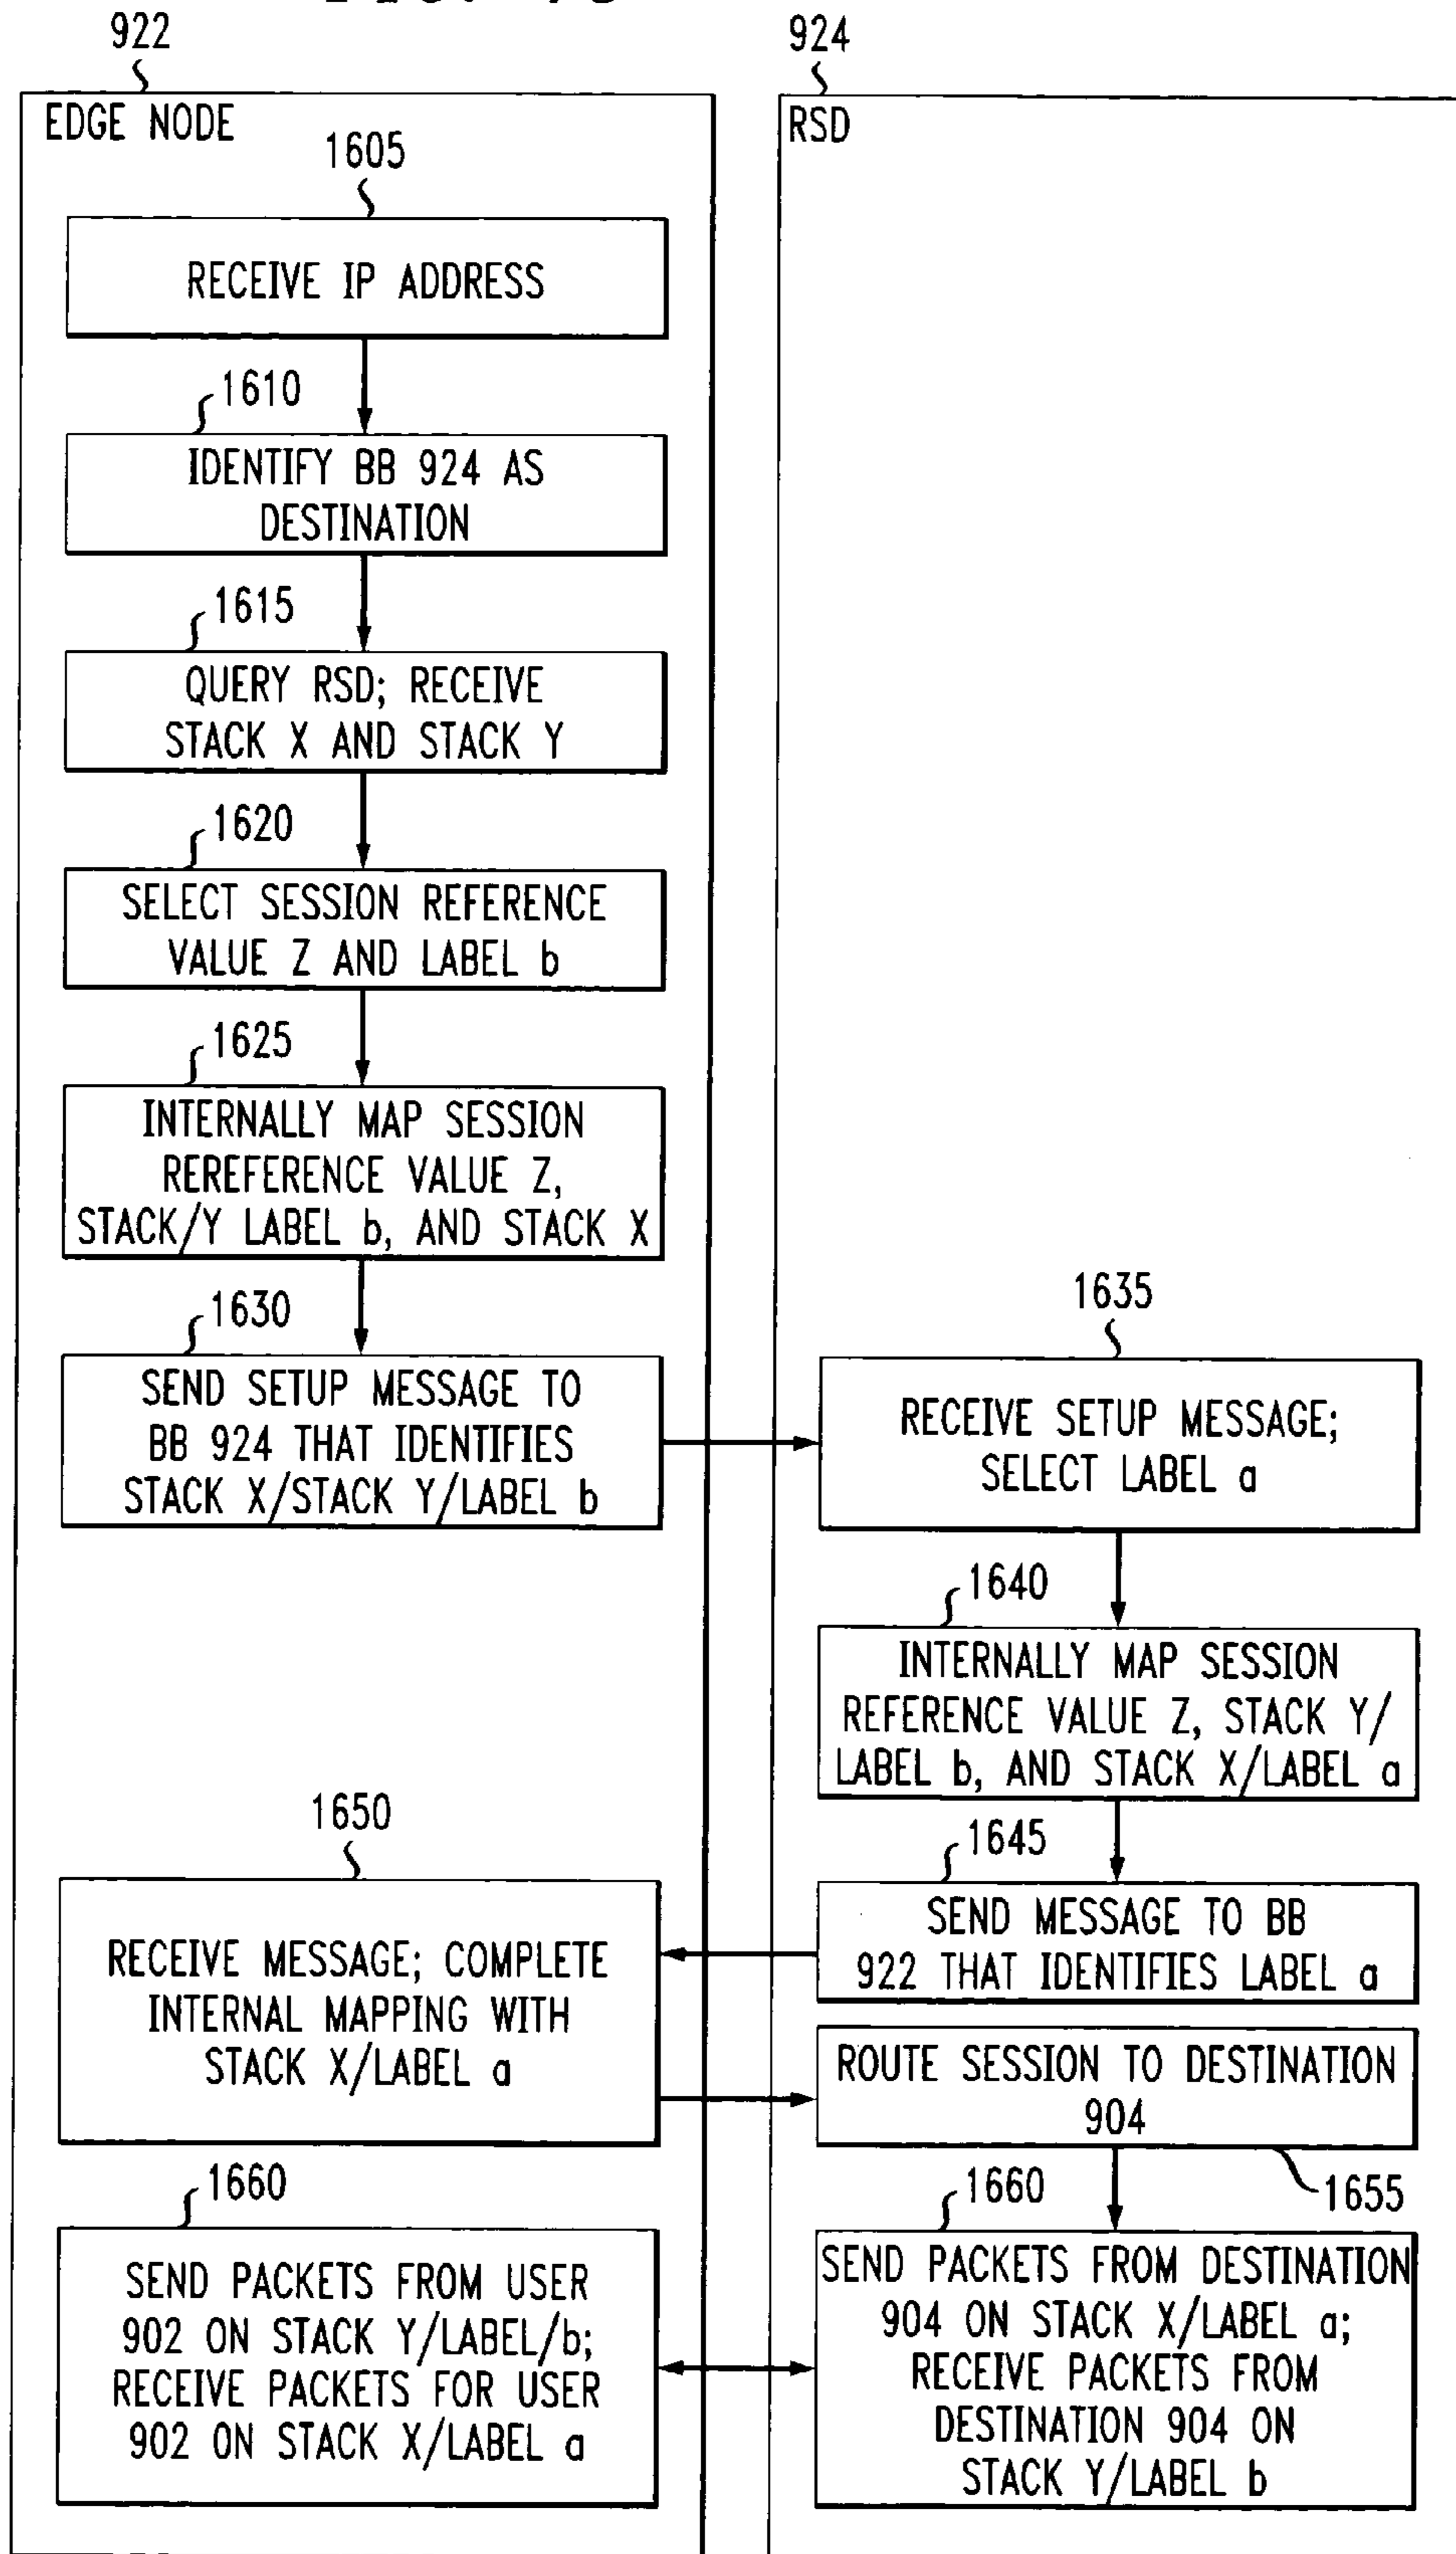 922
EDGE NODE
1605
RECEIVE IP ADDRESS
1610
IDENTIFY BB 924 AS
DESTINATION
1615
QUERY RSD; RECEIVE
STACK X AND STACK Y
1620
SELECT SESSION REFERENCE
VALUE Z AND LABEL b
1625
INTERNALLY MAP SESSION
REREFERENCE VALUE Z,
STACK/Y LABEL b, AND STACK X
1630
SEND SETUP MESSAGE TO
BB 924 THAT IDENTIFIES
STACK X/STACK Y/LABEL b
924
RSD
1635
RECEIVE SETUP MESSAGE;
SELECT LABEL a
1640
INTERNALLY MAP SESSION
REFERENCE VALUE Z, STACK Y/
LABEL b, AND STACK X/LABEL a
1645
SEND MESSAGE TO BB
922 THAT IDENTIFIES LABEL a
1650
RECEIVE MESSAGE; COMPLETE
INTERNAL MAPPING WITH
STACK X/LABEL a
ROUTE SESSION TO DESTINATION
904
1655
1660
SEND PACKETS FROM USER
902 ON STACK Y/LABEL/b;
RECEIVE PACKETS FOR USER
902 ON STACK X/LABEL a
1660
SEND PACKETS FROM DESTINATION
904 ON STACK X/LABEL a;
RECEIVE PACKETS FROM
DESTINATION 904 ON
STACK Y/LABEL b